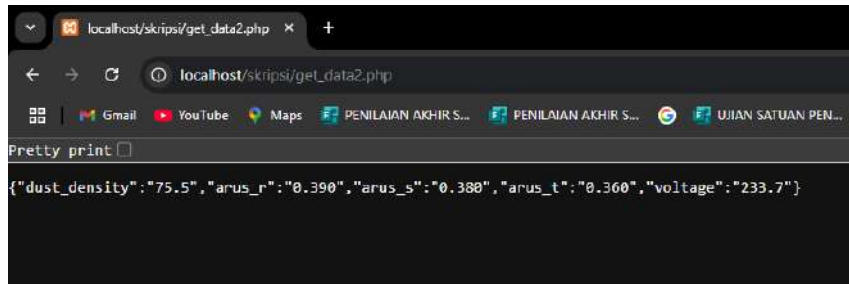 localhost/skripsi/get_data2.php
localhost/skripsi/get_data2.php
Gmail YouTube Maps PENILAIAN AKHIR S... PENILAIAN AKHIR S... UJIAN SATUAN PEN...
Pretty print
{"dust_density":"75.5","arus_r":"0.390","arus_s":"0.380","arus_t":"0.360","voltage":"233.7"}